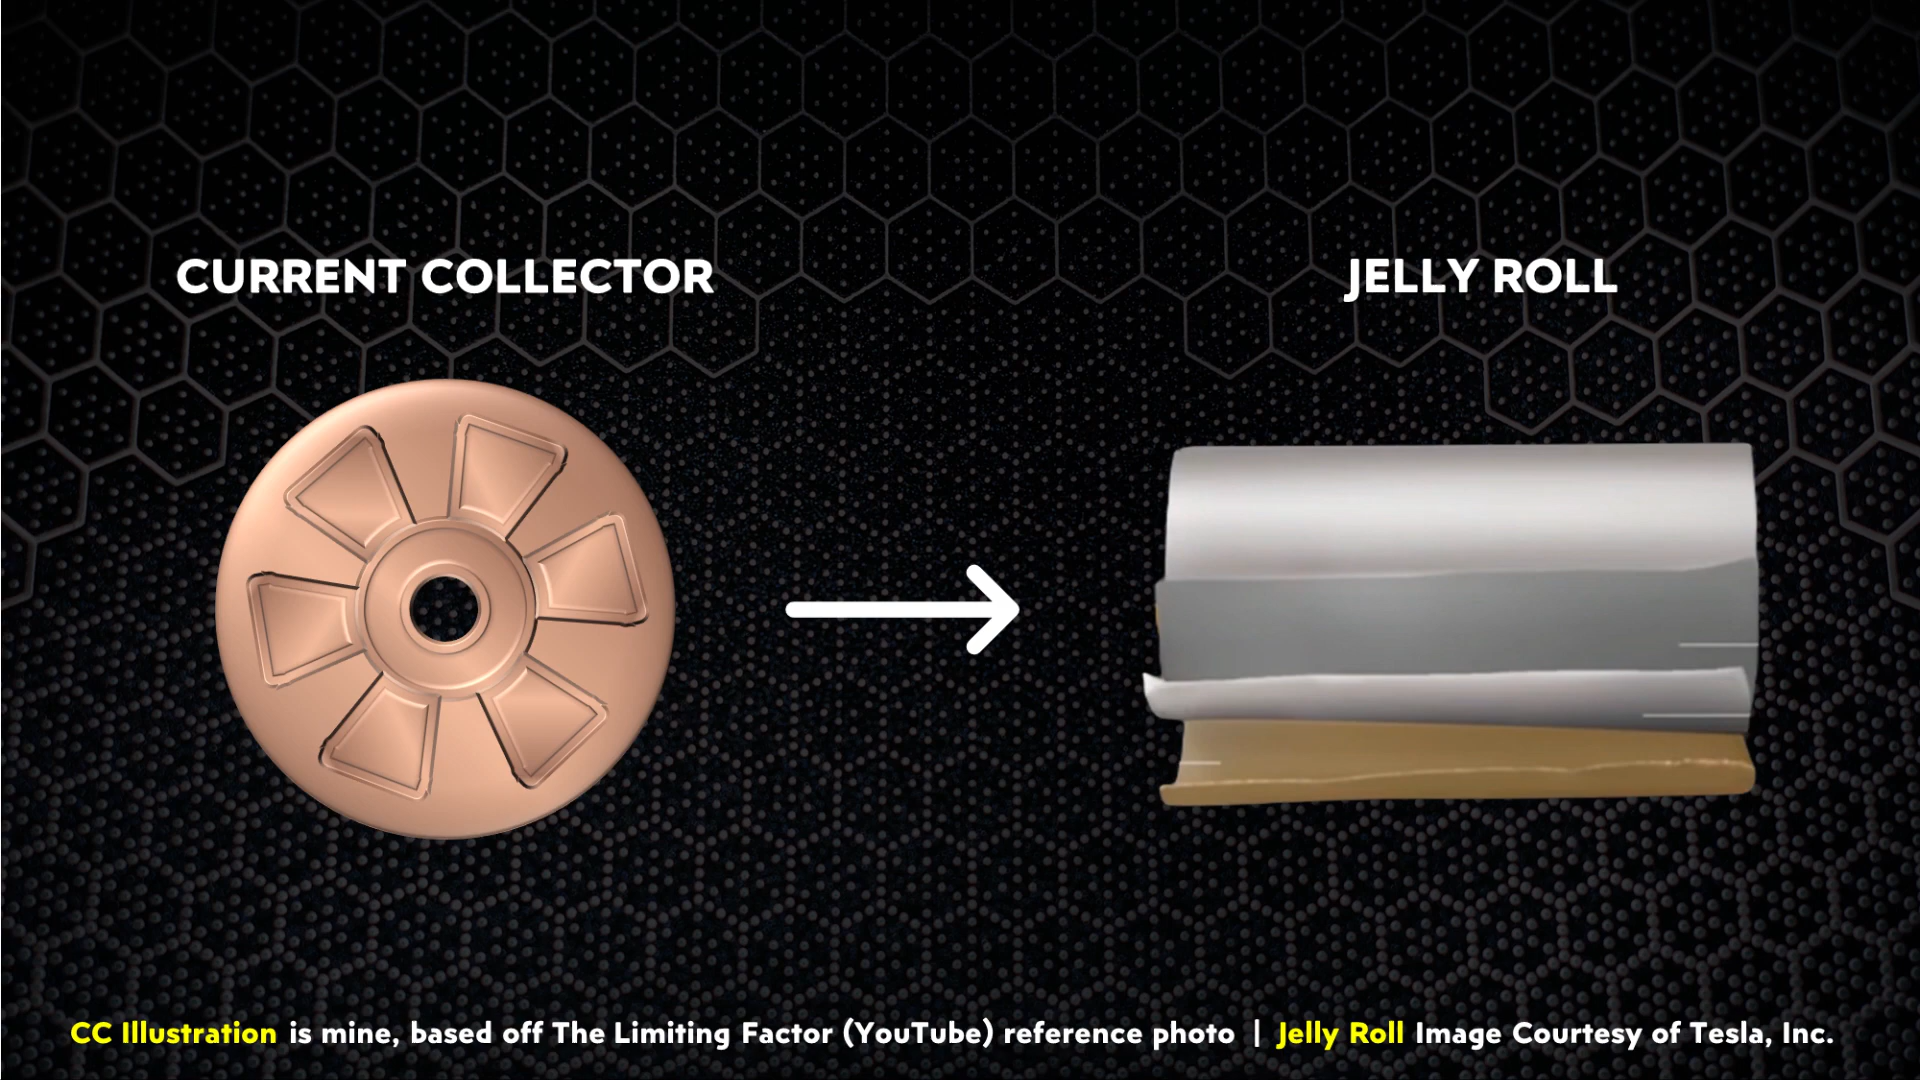 CURRENT COLLECTOR
JELLY ROLL
CC Illustration is mine, based off The Limiting Factor (YouTube) reference photo | Jelly Roll Image Courtesy of Tesla, Inc.